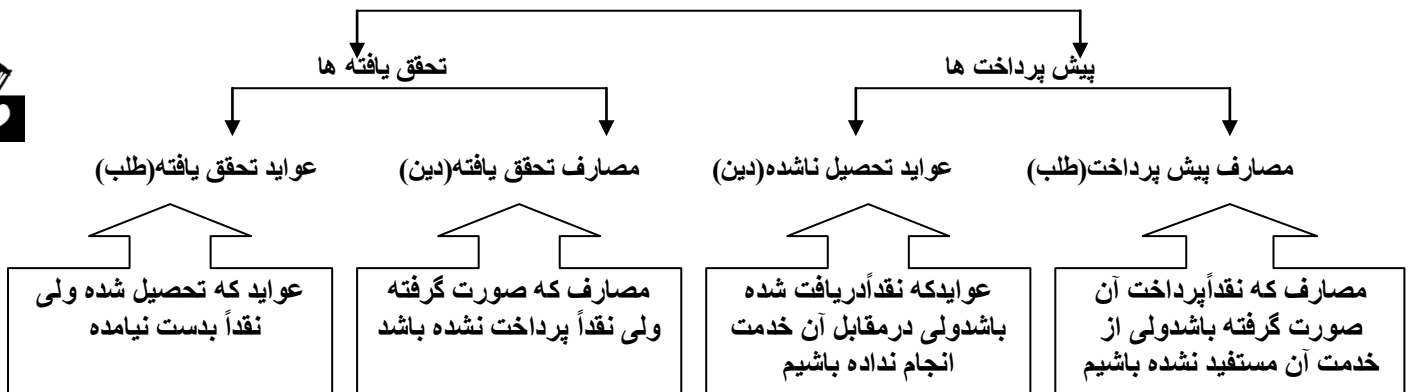 پیش پرداخت ها
تحقق یافته ها
مصارف پیش پرداخت(طلب)
عواید تحصیل ناشده(دین)
مصارف تحقق یافته(دین)
عواید تحقق یافته(طلب)
مصارف که نقداًپرداخت آن
صورت گرفته باشدولی از
خدمت آن مستفید نشده باشیم
عوایدکه نقداًدریافت شده
باشدولی درمقابل آن خدمت
انجام نداده باشیم
مصارف که صورت گرفته
ولی نقداً پرداخت نشده باشد
عواید که تحصیل شده ولی
نقداً بدست نیامده